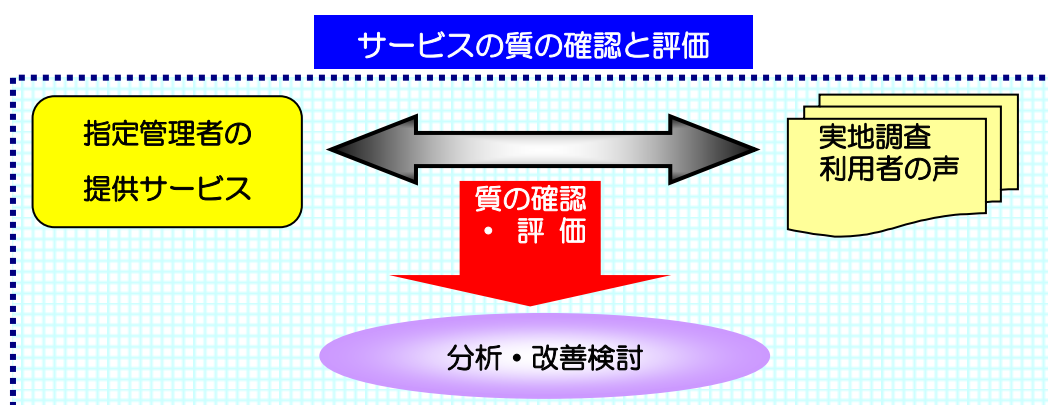 サービスの質の確認と評価
指定管理者の
提供サービス
実地調査
利用者の声
質の確認
・ 評 価
分析・改善検討